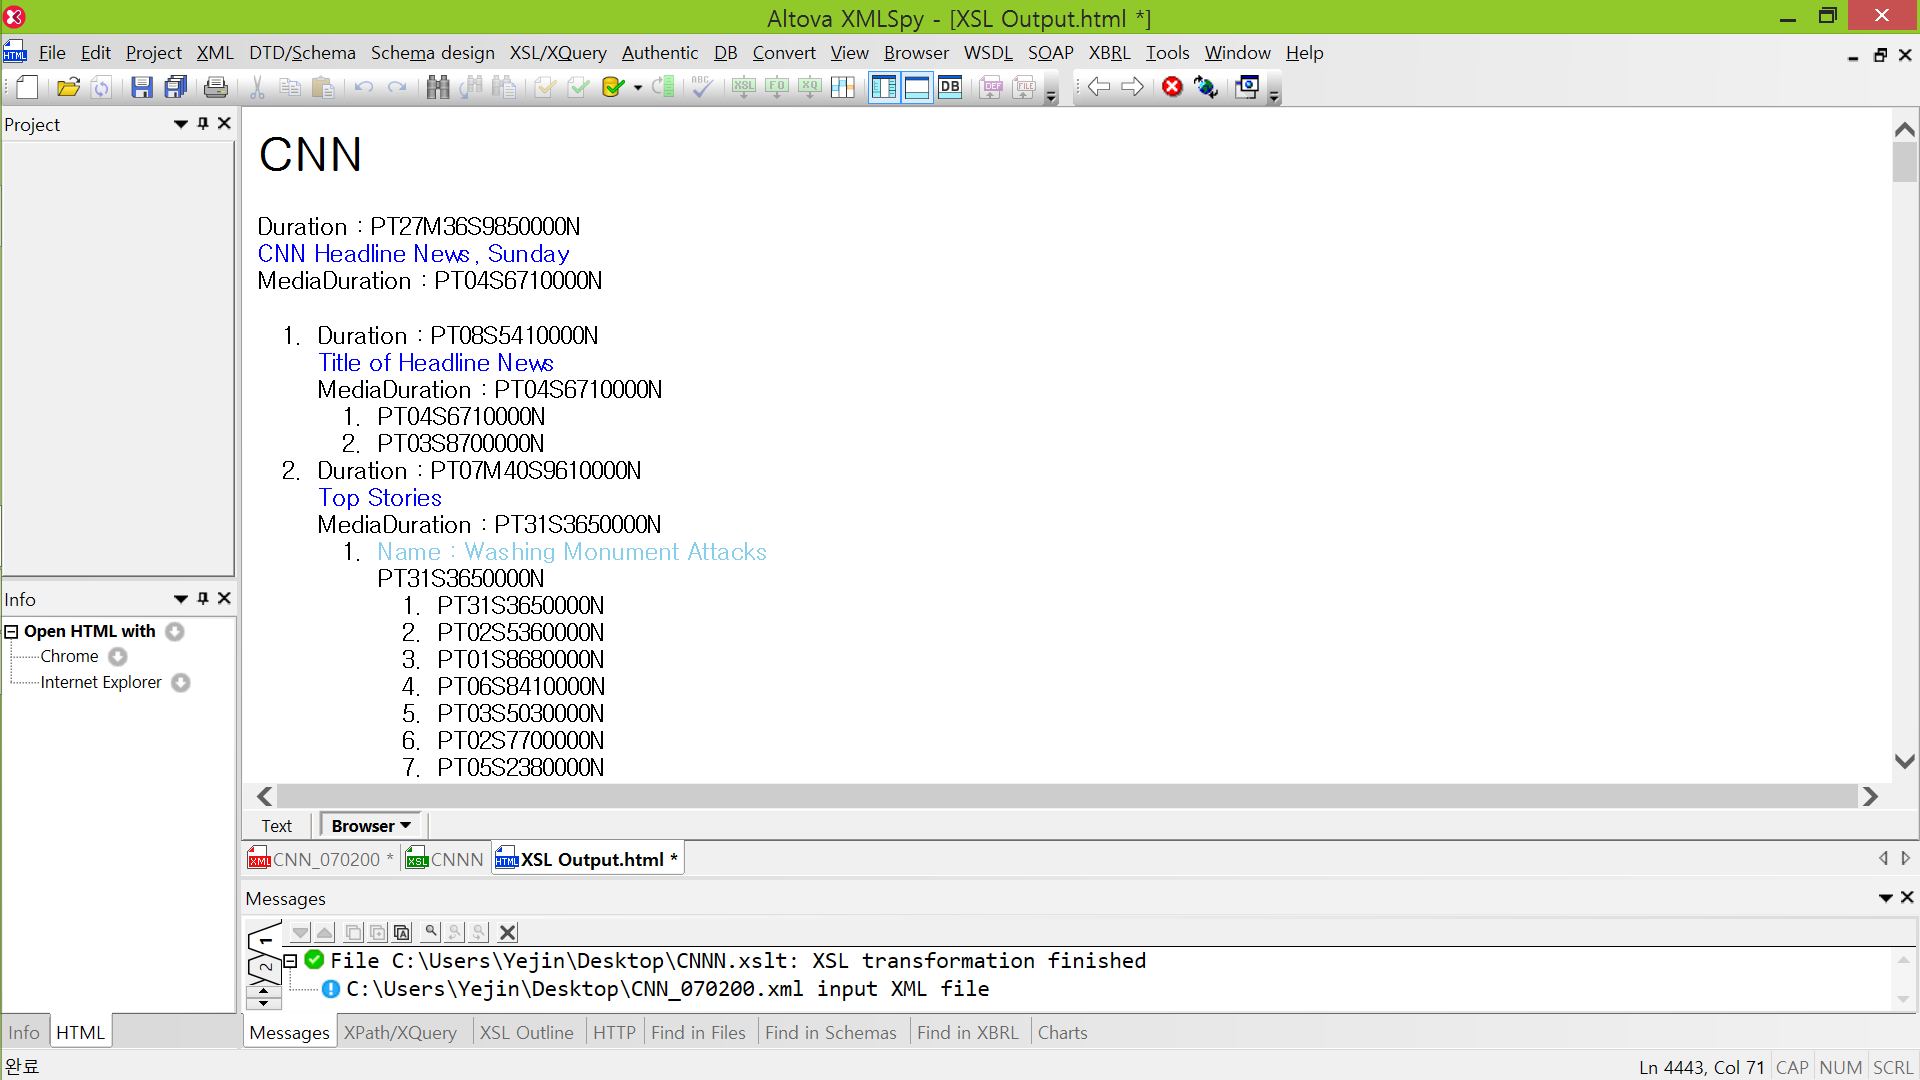 Altova XMLSpy - [XSL Output.html *]
File Edit Project XML DTD/Schema Schema design XSL/XQuery Authentic DB Convert View Browser WSDL SOAP XBRL Tools Window Help
Project
CNN
Duration : PT27M36S9850000N
CNN Headline News, Sunday
MediaDuration : PT04S6710000N
1. Duration : PT08S5410000N
Title of Headline News
MediaDuration : PT04S6710000N
1. PT04S6710000N
2. PT03S8700000N
2. Duration : PT07M40S9610000N
Top Stories
MediaDuration : PT31S3650000N
1. Name : Washing Monument Attacks
PT31S3650000N
1. PT31S3650000N
2. PT02S5360000N
3. PT01S8680000N
4. PT06S8410000N
5. PT03S5030000N
6. PT02S7700000N
7. PT05S2380000N
Info
Open HTML with
Chrome
Internet Explorer
Text Browser
CNN_070200 * CNNN XSL Output.html *
Messages
1
2
File C:\Users\Yejin\Desktop\CNNN.xslt: XSL transformation finished
C:\Users\Yejin\Desktop\CNN_070200.xml input XML file
Info HTML
Messages XPath/XQuery XSL Outline HTTP Find in Files Find in Schemas Find in XBRL Charts
완료
Ln 4443, Col 71 CAP NUM SCRL